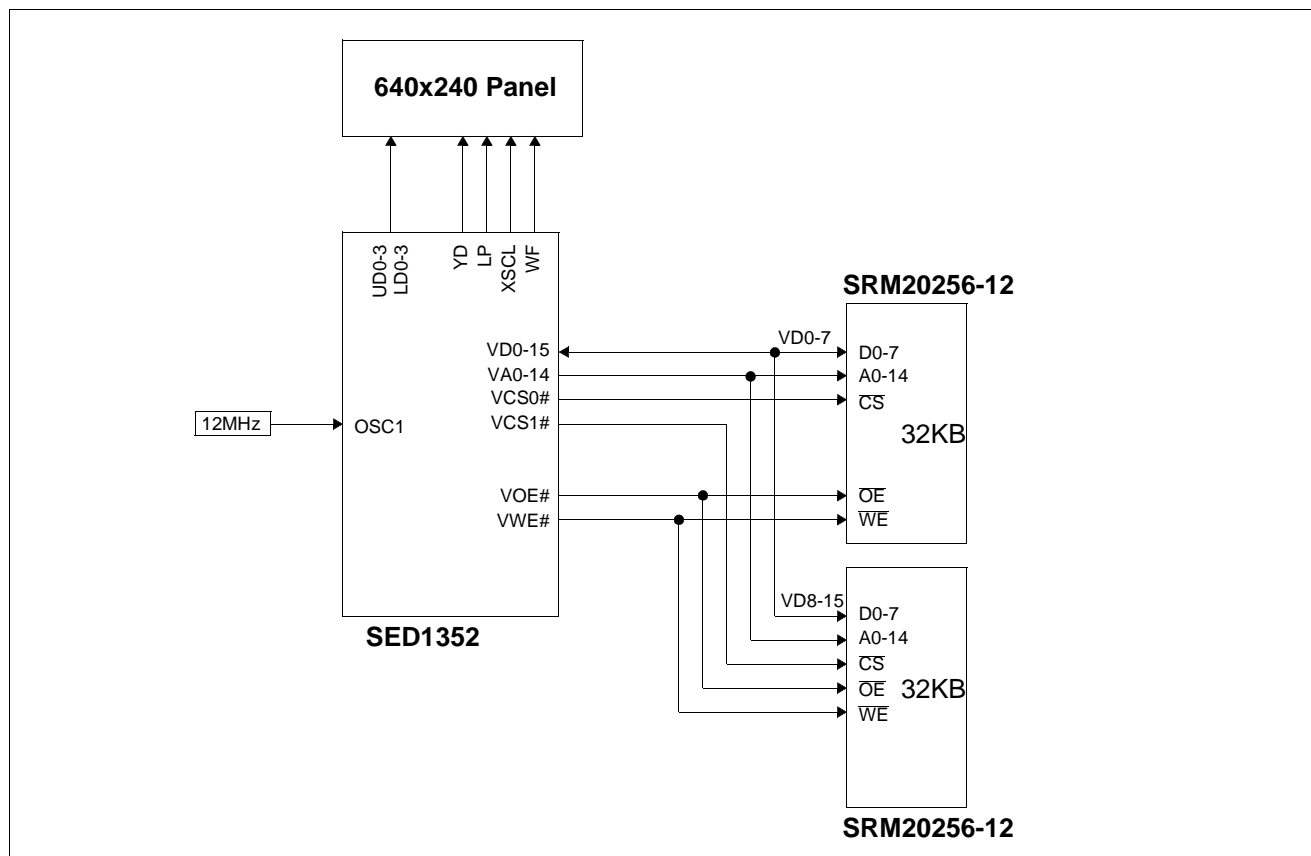 640x240 Panel
UD0-3
LD0-3
YD
LP
XSCL
WF
SRM20256-12
VD0-15
VD0-7
D0-7
VA0-14
A0-14
VCS0#
CS
12MHz
OSC1
VCS1#
32KB
VOE#
OE
VWE#
WE
VD8-15
D0-7
A0-14
SED1352
CS
OE
32KB
WE
SRM20256-12